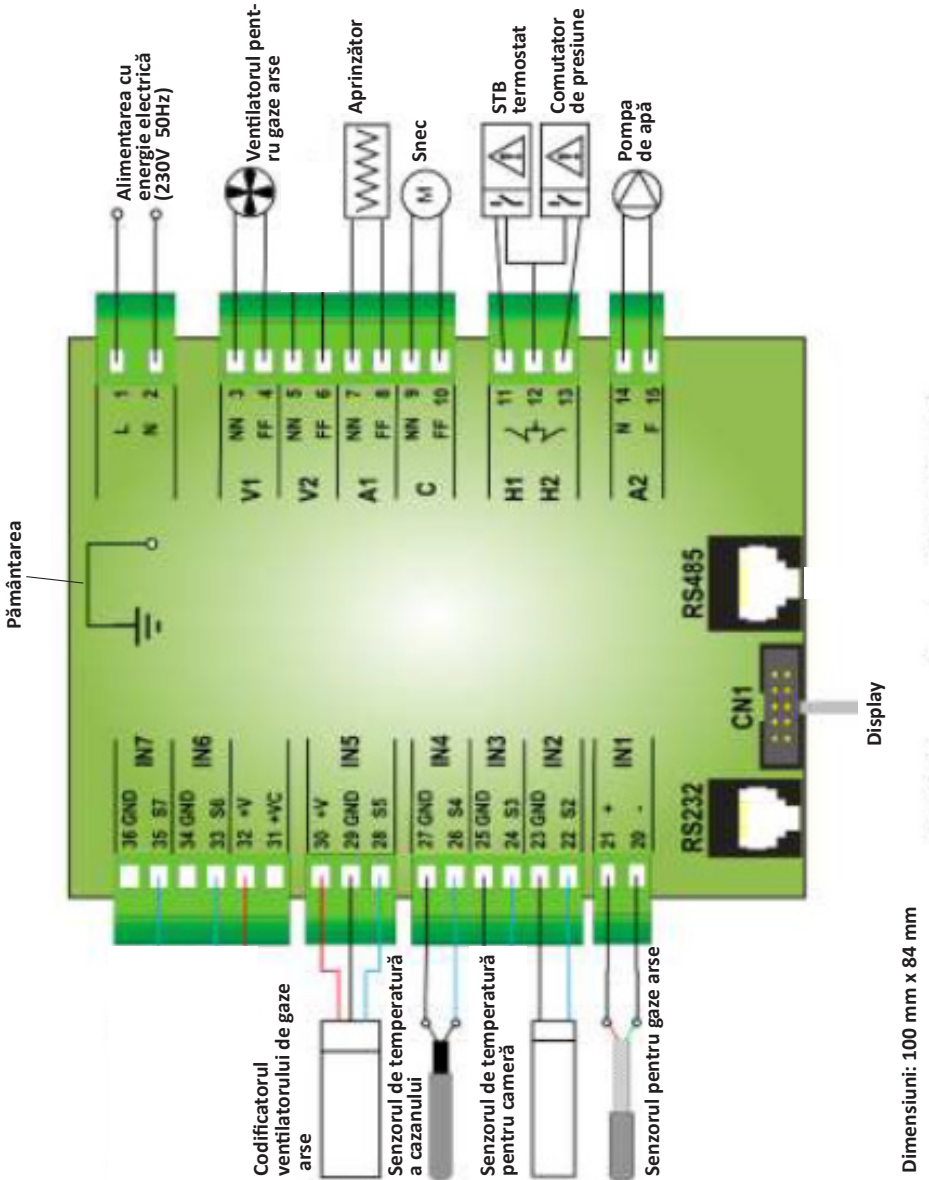 Pământarea
Alimentarea cu
energie electrică
(230V 50Hz)
Ventilatorul pent-
ru gaze arse
Aprinzător
Snec
STB
termostat
Comutator
de presiune
Pompa
de apă
L 1
N 2
V1 NN 3
FF 4
V2 NN 5
FF 6
A1 NN 7
FF 8
C NN 9
FF 10
H1 11
12
H2 13
A2 N 14
F 15
M
36 GND
35 S7
IN7
34 GND
33 S6
IN6
32 +V
31 +VC
30 +V
29 GND
28 S5
IN5
27 GND
26 S4
IN4
25 GND
24 S3
IN3
23 GND
22 S2
IN2
21 +
20 -
IN1
RS232
CN1
RS485
Display
Codificatorul
ventilatorului de gaze
arse
Senzorul de temperatură
a cazanului
Senzorul de temperatură
pentru cameră
Senzorul pentru gaze arse
Dimensiuni: 100 mm x 84 mm